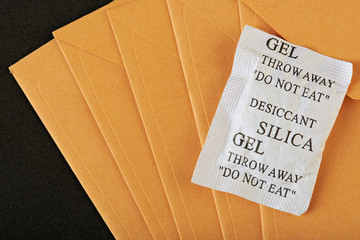 GEL
THROW AWAY
"DO NOT EAT"
DESICCANT
SILICA
GEL
THROW AWAY
"DO NOT EAT"